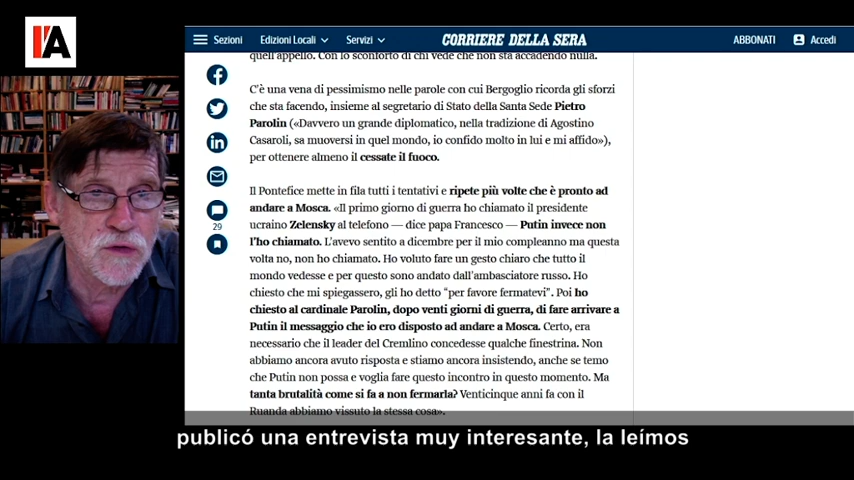 I'A
Sezioni
Edizioni Locali
Servizi
CORRIERE DELLA SERA
ABBONATI
Accedi
quell'appello. Con lo sconforto di chi vede che non sta accadendo nulla.
C'è una vena di pessimismo nelle parole con cui Bergoglio ricorda gli sforzi
che sta facendo, insieme al segretario di Stato della Santa Sede Pietro
Parolin («Davvero un grande diplomatico, nella tradizione di Agostino
Casaroli, sa muoversi in quel mondo, io confido molto in lui e mi affido»),
per ottenere almeno il cessate il fuoco.
29
Il Pontefice mette in fila tutti i tentativi e ripete più volte che è pronto ad
andare a Mosca. «Il primo giorno di guerra ho chiamato il presidente
ucraino Zelensky al telefono — dice papa Francesco — Putin invece non
l'ho chiamato. L'avevo sentito a dicembre per il mio compleanno ma questa
volta no, non ho chiamato. Ho voluto fare un gesto chiaro che tutto il
mondo vedesse e per questo sono andato dall'ambasciatore russo. Ho
chiesto che mi spiegassero, gli ho detto “per favore fermatevi”. Poi ho
chiesto al cardinale Parolin, dopo venti giorni di guerra, di fare arrivare a
Putin il messaggio che io ero disposto ad andare a Mosca. Certo, era
necessario che il leader del Cremlino concedesse qualche finestrina. Non
abbiamo ancora avuto risposta e stiamo ancora insistendo, anche se temo
che Putin non possa e voglia fare questo incontro in questo momento. Ma
tanta brutalità come si fa a non fermarla? Venticinque anni fa con il
Ruanda abbiamo vissuto la stessa cosa».
publicó una entrevista muy interesante, la leímos